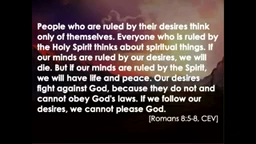 People who are ruled by their desires think
only of themselves. Everyone who is ruled by
the Holy Spirit thinks about spiritual things. If
our minds are ruled by our desires, we will
die. But if our minds are ruled by the Spirit,
we will have life and peace. Our desires
fight against God, because they do not and
cannot obey God's laws. If we follow our
desires, we cannot please God.
[Romans 8:5-8, CEV]